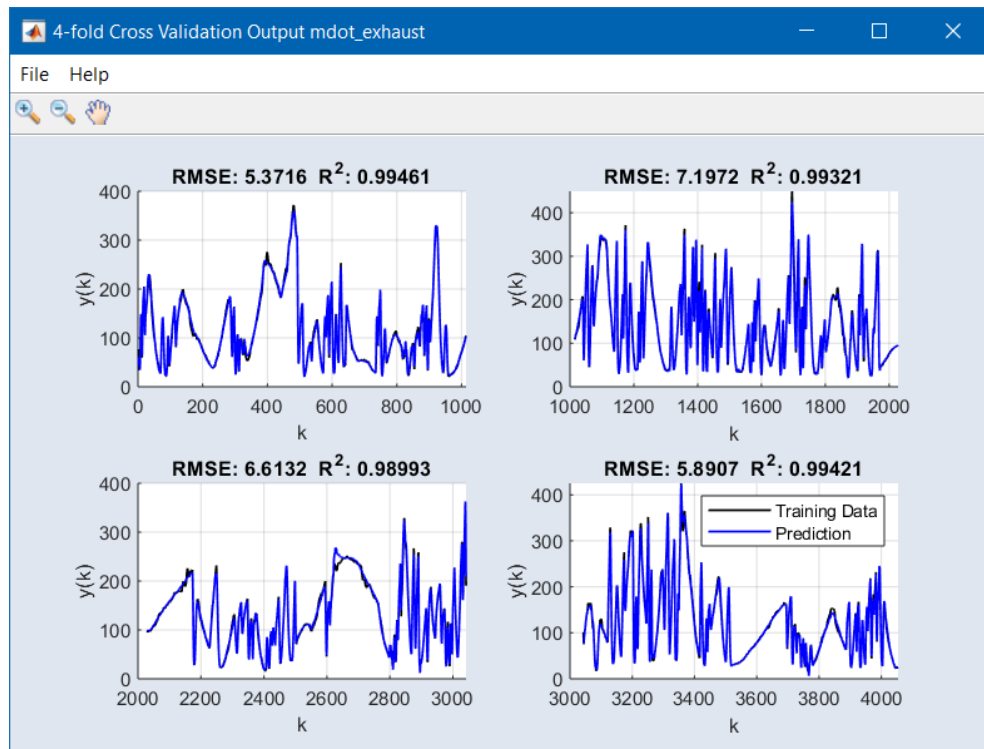 4-fold Cross Validation Output mdot_exhaust
File Help
RMSE: 5.3716 R²: 0.99461
400
300
200
100
0
y(k)
0 200 400 600 800 1000
k
RMSE: 7.1972 R²: 0.99321
400
300
200
100
0
y(k)
1000 1200 1400 1600 1800 2000
k
RMSE: 6.6132 R²: 0.98993
400
300
200
100
0
y(k)
2000 2200 2400 2600 2800 3000
k
RMSE: 5.8907 R²: 0.99421
400
300
200
100
0
y(k)
Training Data
Prediction
3000 3200 3400 3600 3800 4000
k